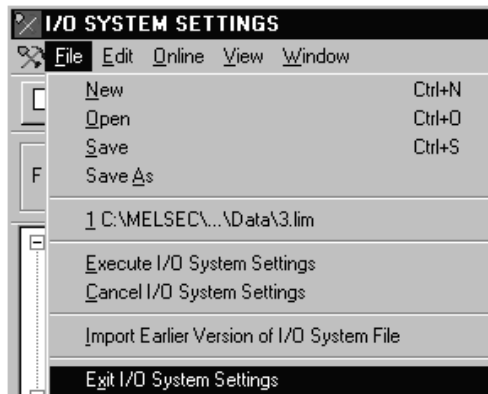 I/O SYSTEM SETTINGS
File Edit Online View Window
New Ctrl+N
Open Ctrl+O
Save Ctrl+S
Save As
F
1 C:\MELSEC\...\Data\3.lim
Execute I/O System Settings
Cancel I/O System Settings
Import Earlier Version of I/O System File
Exit I/O System Settings